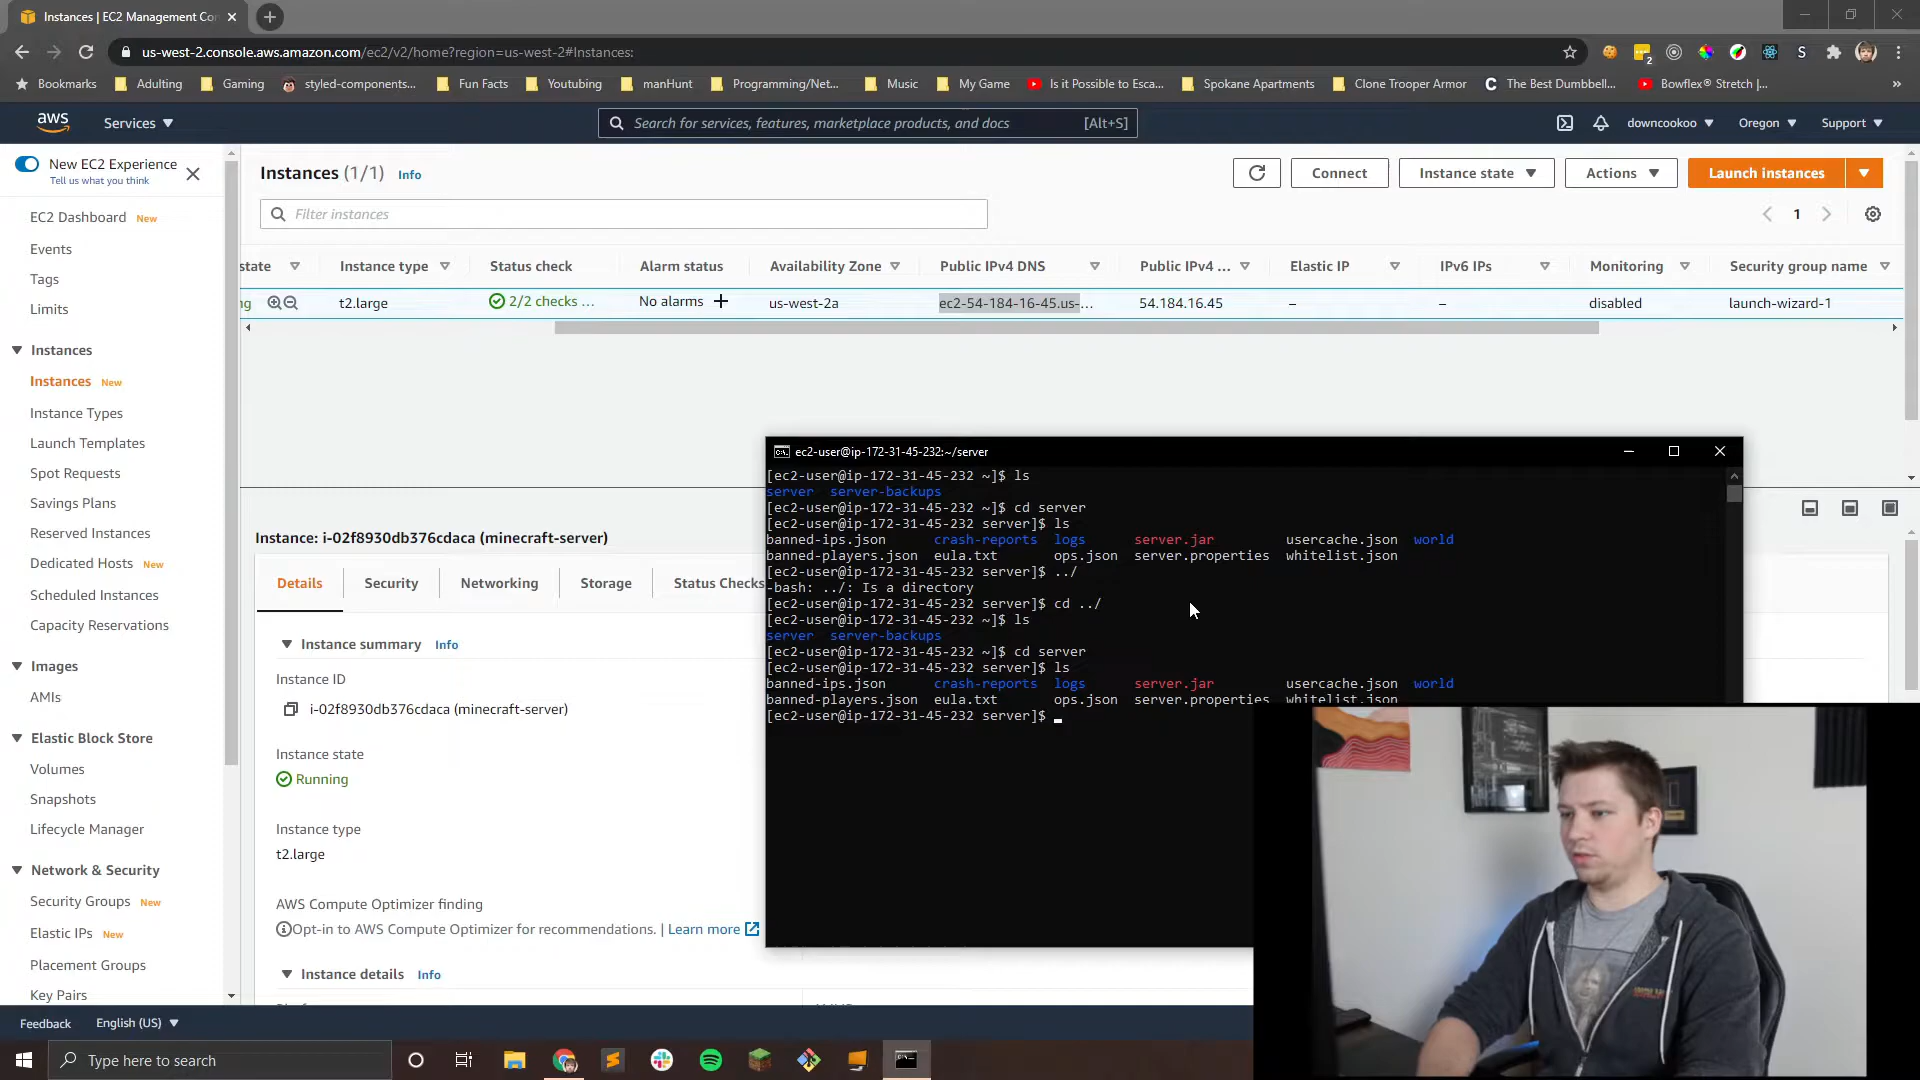 Instances | EC2 Management Con
us-west-2.console.aws.amazon.com/ec2/v2/home?region=us-west-2#Instances:
2
S
Bookmarks
Adulting
Gaming
styled-components...
Fun Facts
Youtubing
manHunt
Programming/Net...
Music
My Game
Is it Possible to Esca...
Spokane Apartments
Clone Trooper Armor
C
The Best Dumbbell...
Bowflex® Stretch |...
»
aws
Services
Search for services, features, marketplace products, and docs
[Alt+S]
downcookoo
Oregon
Support
New EC2 Experience
Tell us what you think
EC2 Dashboard New
Events
Tags
Limits
Instances
Instances New
Instance Types
Launch Templates
Spot Requests
Savings Plans
Reserved Instances
Dedicated Hosts New
Scheduled Instances
Capacity Reservations
Images
AMIs
Elastic Block Store
Volumes
Snapshots
Lifecycle Manager
Network & Security
Security Groups New
Elastic IPs New
Placement Groups
Key Pairs
Instances (1/1) Info
Connect
Instance state
Actions
Launch instances
Filter instances
1
state
Instance type
Status check
Alarm status
Availability Zone
Public IPv4 DNS
Public IPv4 ...
Elastic IP
IPv6 IPs
Monitoring
Security group name
ng
t2.large
2/2 checks ...
No alarms
us-west-2a
ec2-54-184-16-45.us-...
54.184.16.45
–
–
disabled
launch-wizard-1
Instance: i-02f8930db376cdaca (minecraft-server)
Details
Security
Networking
Storage
Status Checks
Instance summary Info
Instance ID
i-02f8930db376cdaca (minecraft-server)
Instance state
Running
Instance type
t2.large
AWS Compute Optimizer finding
Opt-in to AWS Compute Optimizer for recommendations. | Learn more
Instance details Info
ec2-user@ip-172-31-45-232:~/server
[ec2-user@ip-172-31-45-232 ~]$ ls
server server-backups
[ec2-user@ip-172-31-45-232 ~]$ cd server
[ec2-user@ip-172-31-45-232 server]$ ls
banned-ips.json crash-reports logs server.jar usercache.json world
banned-players.json eula.txt ops.json server.properties whitelist.json
[ec2-user@ip-172-31-45-232 server]$ ../
-bash: ../: Is a directory
[ec2-user@ip-172-31-45-232 server]$ cd ../
[ec2-user@ip-172-31-45-232 ~]$ ls
server server-backups
[ec2-user@ip-172-31-45-232 ~]$ cd server
[ec2-user@ip-172-31-45-232 server]$ ls
banned-ips.json crash-reports logs server.jar usercache.json world
banned-players.json eula.txt ops.json server.properties whitelist.json
[ec2-user@ip-172-31-45-232 server]$
Feedback
English (US)
Type here to search